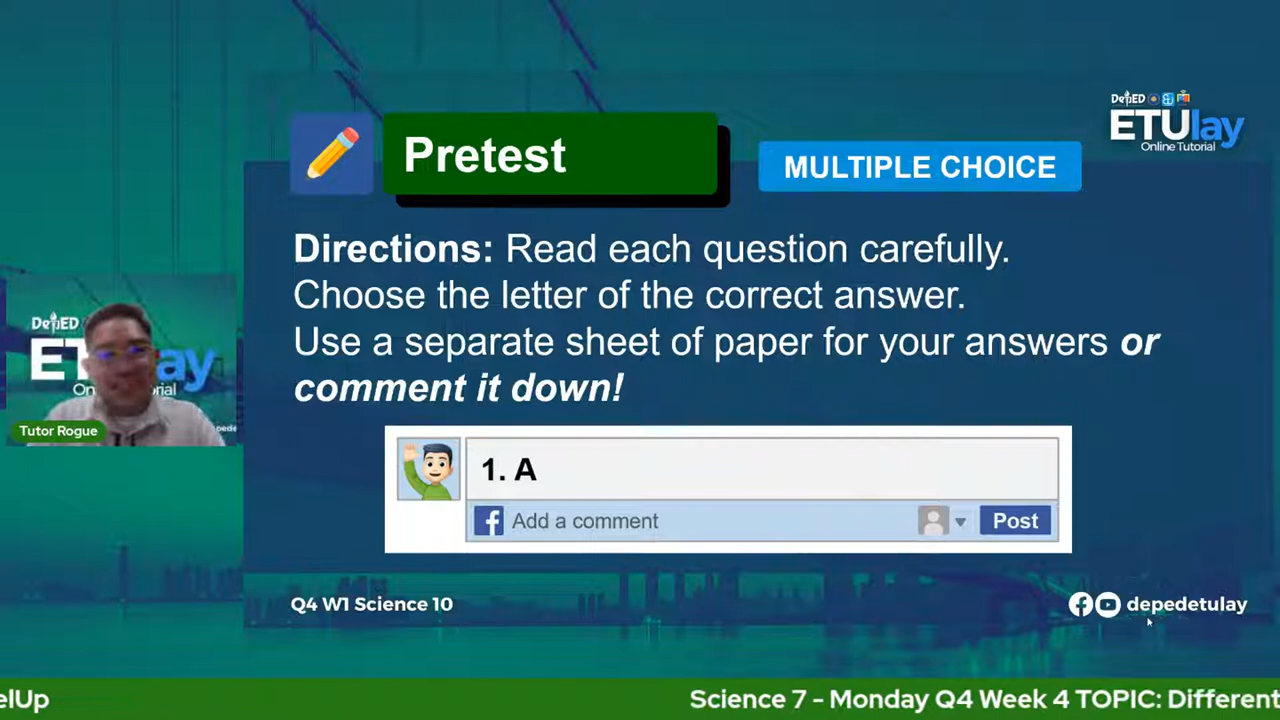 DepED
ETUlay
Online Tutorial
Pretest
MULTIPLE CHOICE
Directions: Read each question carefully.
Choose the letter of the correct answer.
Use a separate sheet of paper for your answers or
comment it down!
1. A
Add a comment
Post
DepED
Tutor Rogue
Q4 W1 Science 10
depedetulay
elUp
Science 7 - Monday Q4 Week 4 TOPIC: Different